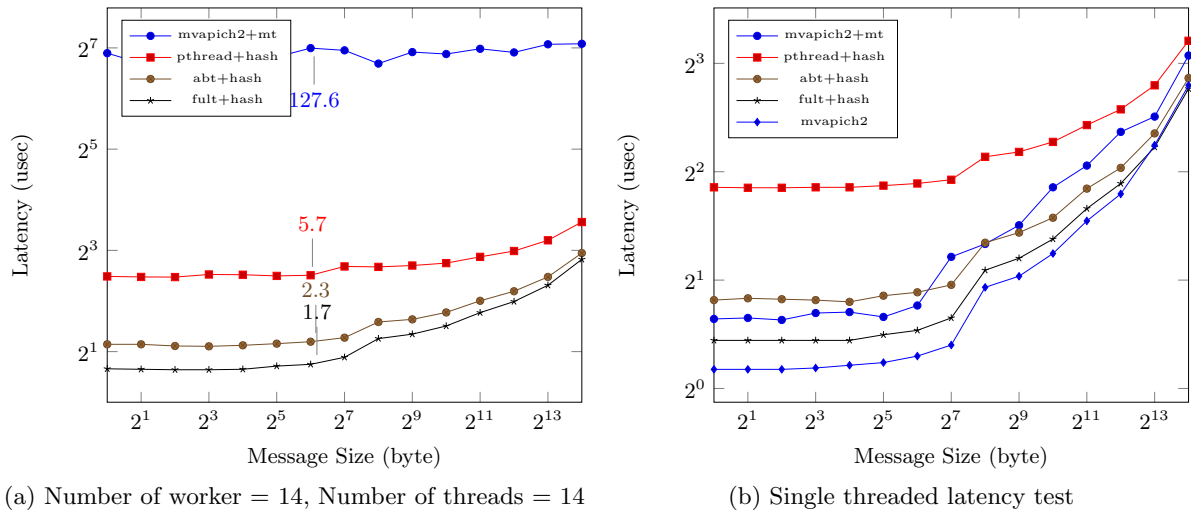 mvapich2+mt
pthread+hash
abt+hash
fult+hash
127.6
5.7
2.3
1.7
2^7
2^5
2^3
2^1
2^1 2^3 2^5 2^7 2^9 2^11 2^13
Latency (usec)
Message Size (byte)
(a) Number of worker = 14, Number of threads = 14
mvapich2+mt
pthread+hash
abt+hash
fult+hash
mvapich2
2^3
2^2
2^1
2^0
2^1 2^3 2^5 2^7 2^9 2^11 2^13
Latency (usec)
Message Size (byte)
(b) Single threaded latency test